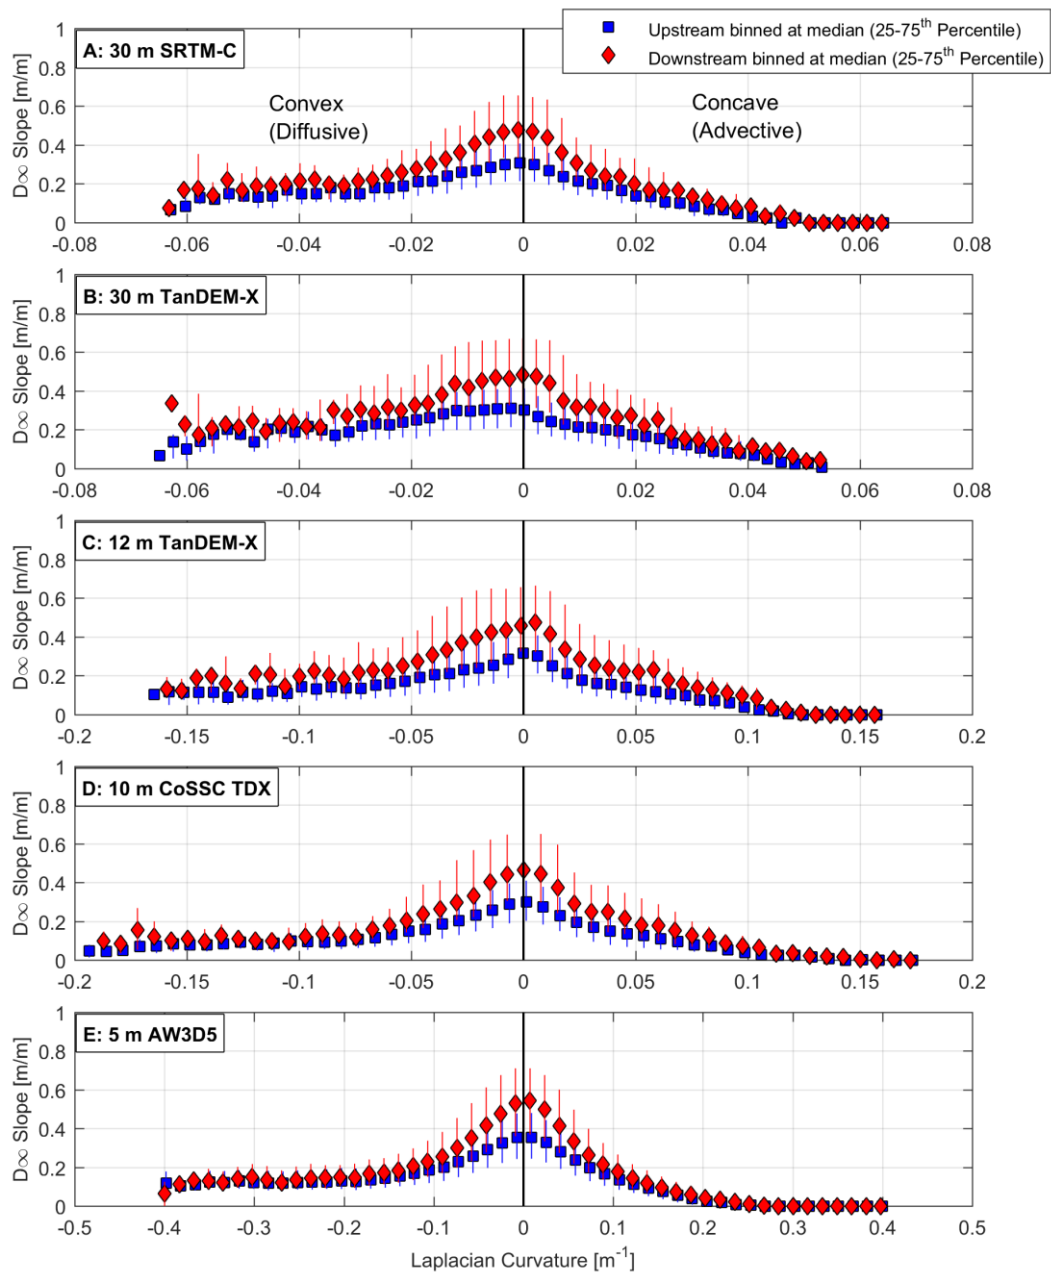 Upstream binned at median (25-75th Percentile)
Downstream binned at median (25-75th Percentile)
A: 30 m SRTM-C
Convex
(Diffusive)
Concave
(Advective)
D∞ Slope [m/m]
1
0.8
0.6
0.4
0.2
0
-0.08 -0.06 -0.04 -0.02 0 0.02 0.04 0.06 0.08
B: 30 m TanDEM-X
D∞ Slope [m/m]
1
0.8
0.6
0.4
0.2
0
-0.08 -0.06 -0.04 -0.02 0 0.02 0.04 0.06 0.08
C: 12 m TanDEM-X
D∞ Slope [m/m]
1
0.8
0.6
0.4
0.2
0
-0.2 -0.15 -0.1 -0.05 0 0.05 0.1 0.15 0.2
D: 10 m CoSSC TDX
D∞ Slope [m/m]
1
0.8
0.6
0.4
0.2
0
-0.2 -0.15 -0.1 -0.05 0 0.05 0.1 0.15 0.2
E: 5 m AW3D5
D∞ Slope [m/m]
1
0.8
0.6
0.4
0.2
0
-0.5 -0.4 -0.3 -0.2 -0.1 0 0.1 0.2 0.3 0.4 0.5
Laplacian Curvature [m-1]